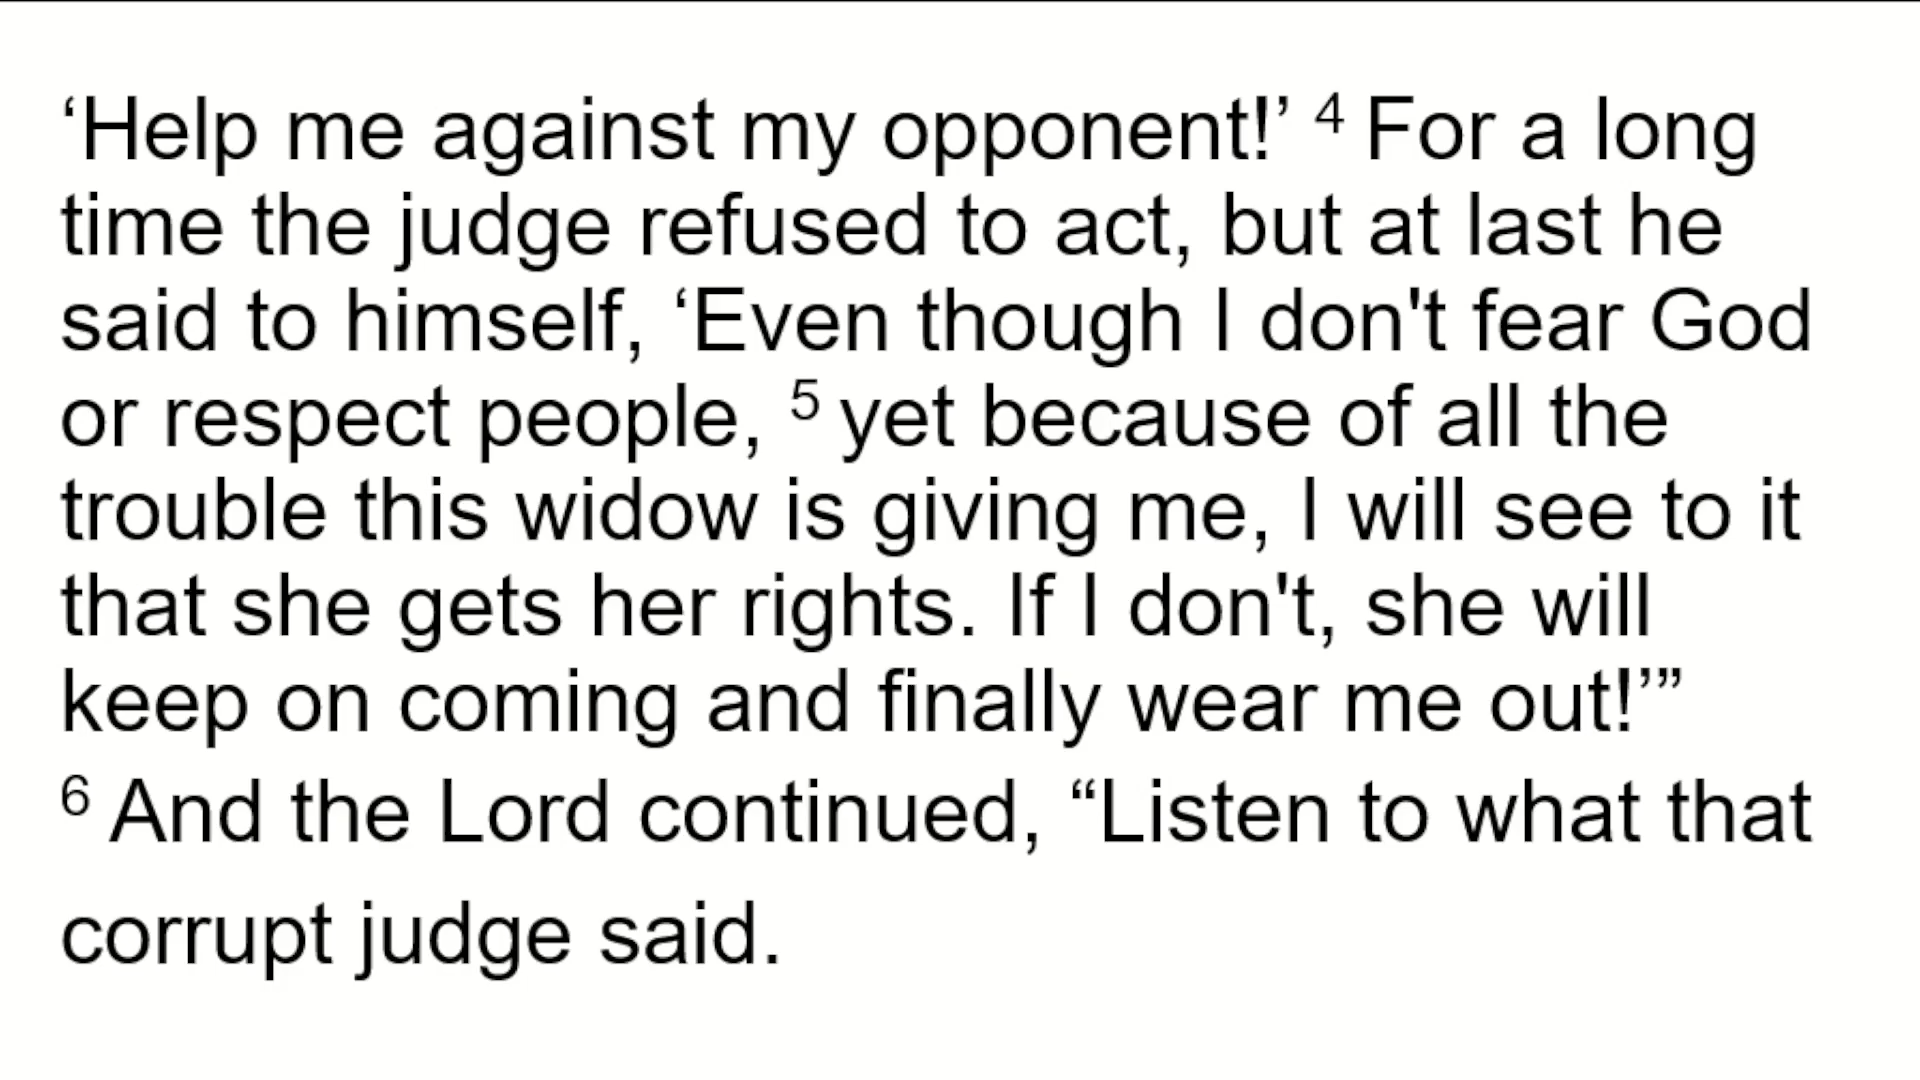 ‘Help me against my opponent!’ 4 For a long
time the judge refused to act, but at last he
said to himself, ‘Even though I don't fear God
or respect people, 5 yet because of all the
trouble this widow is giving me, I will see to it
that she gets her rights. If I don't, she will
keep on coming and finally wear me out!’”
6 And the Lord continued, “Listen to what that
corrupt judge said.